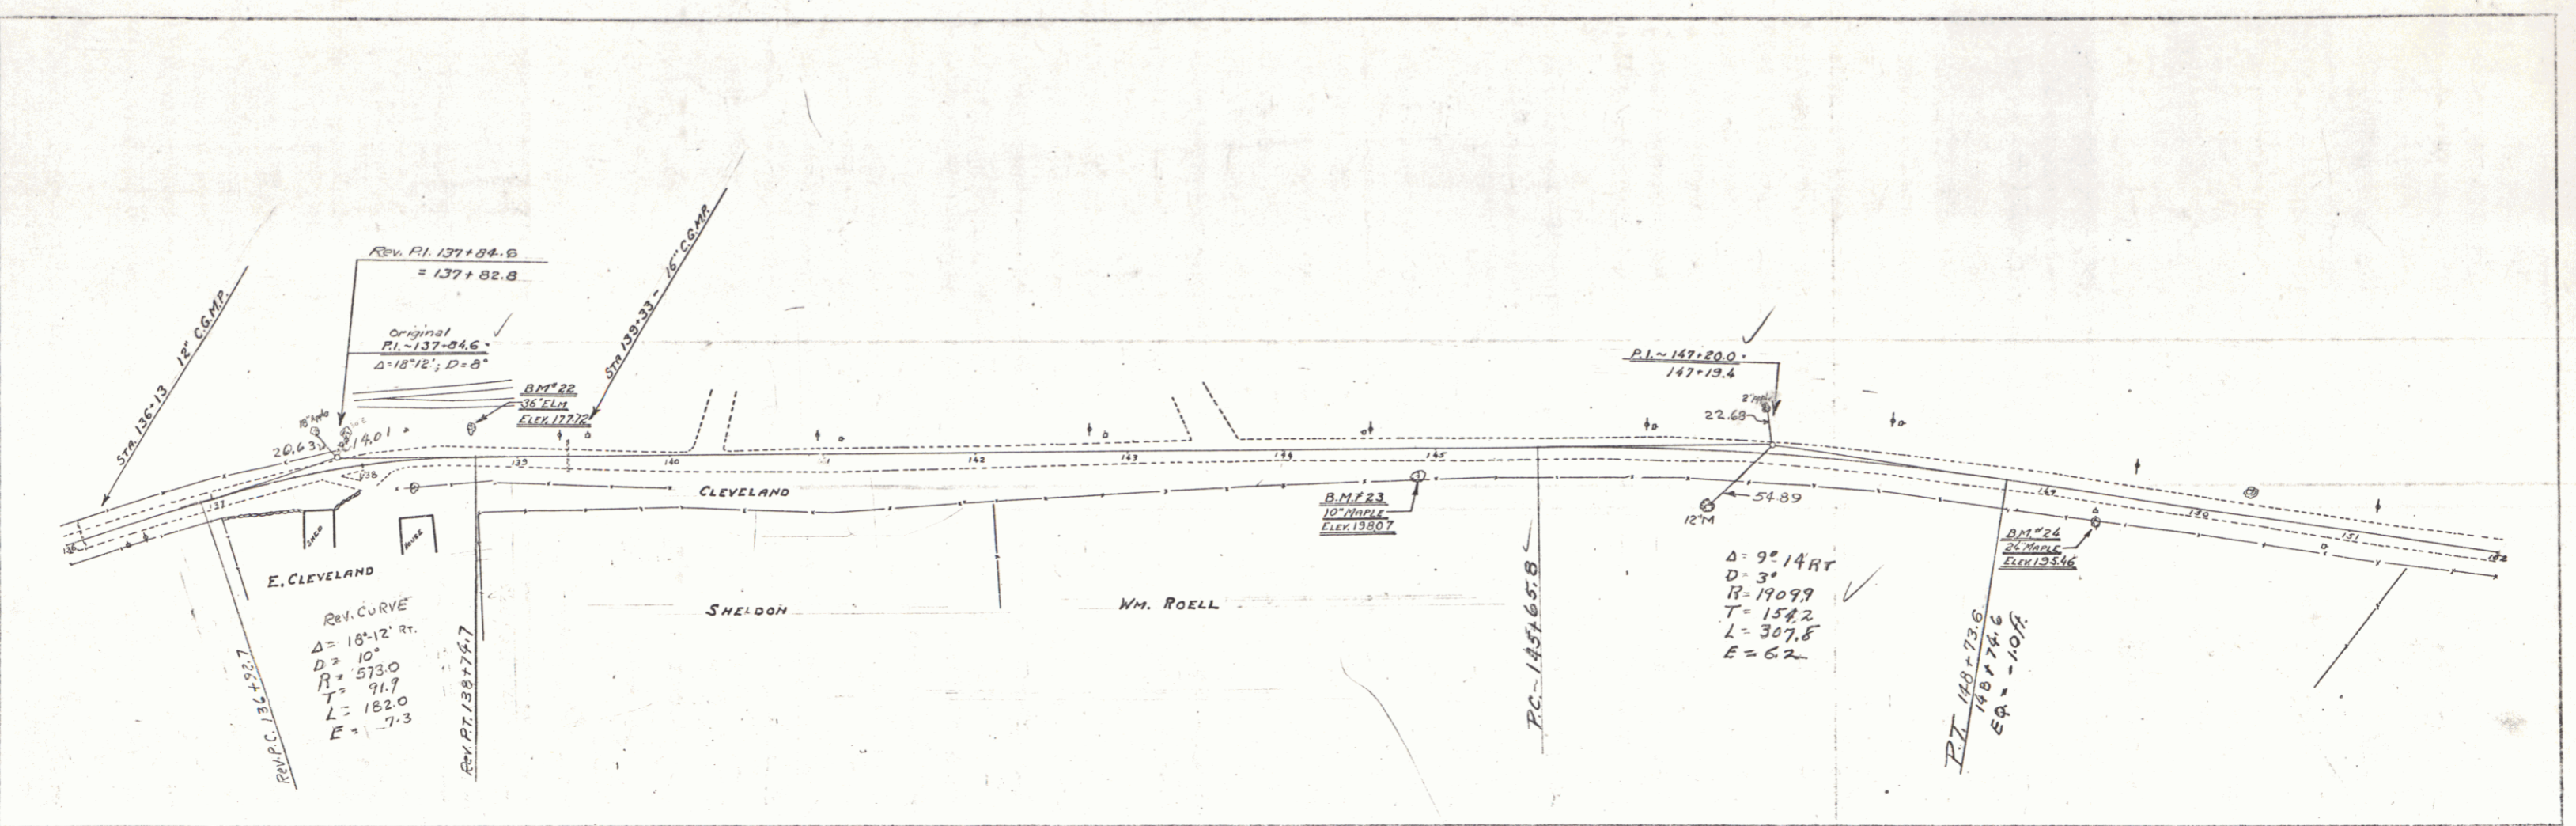 STA. 136+13 12" C.G.M.P.
Rev. P.I. 137+84.6
= 137+82.8
Original
P.I.~137+84.6
Δ=18°12'; D=8°
STA 139+33 - 16" C.G.M.P.
B.M.#22
36" ELM
ELEV. 177.72
18" Apple
20.63
14.01
P.I.~147+20.0
147+19.4
22.63
136
137
138
139
140
142
143
144
145
149
150
151
152
CLEVELAND
B.M.#23
10" MAPLE
ELEV. 198.07
54.89
12" M
B.M.#24
24" MAPLE
ELEV. 195.46
SHED
HOUSE
E. CLEVELAND
SHELDON
WM. ROELL
Rev. CURVE
Δ = 18°-12' RT.
D = 10°
R = 573.0
T = 91.9
L = 182.0
E = 7.3
Rev. P.C. 136+92.7
Rev. P.T. 138+74.7
P.C. ~ 145+65.8
Δ = 9°-14' RT
D = 3°
R = 1909.9
T = 154.2
L = 307.8
E = 6.2
P.T. 148+73.6
148+74.6
EQ. = -1.0 ft.